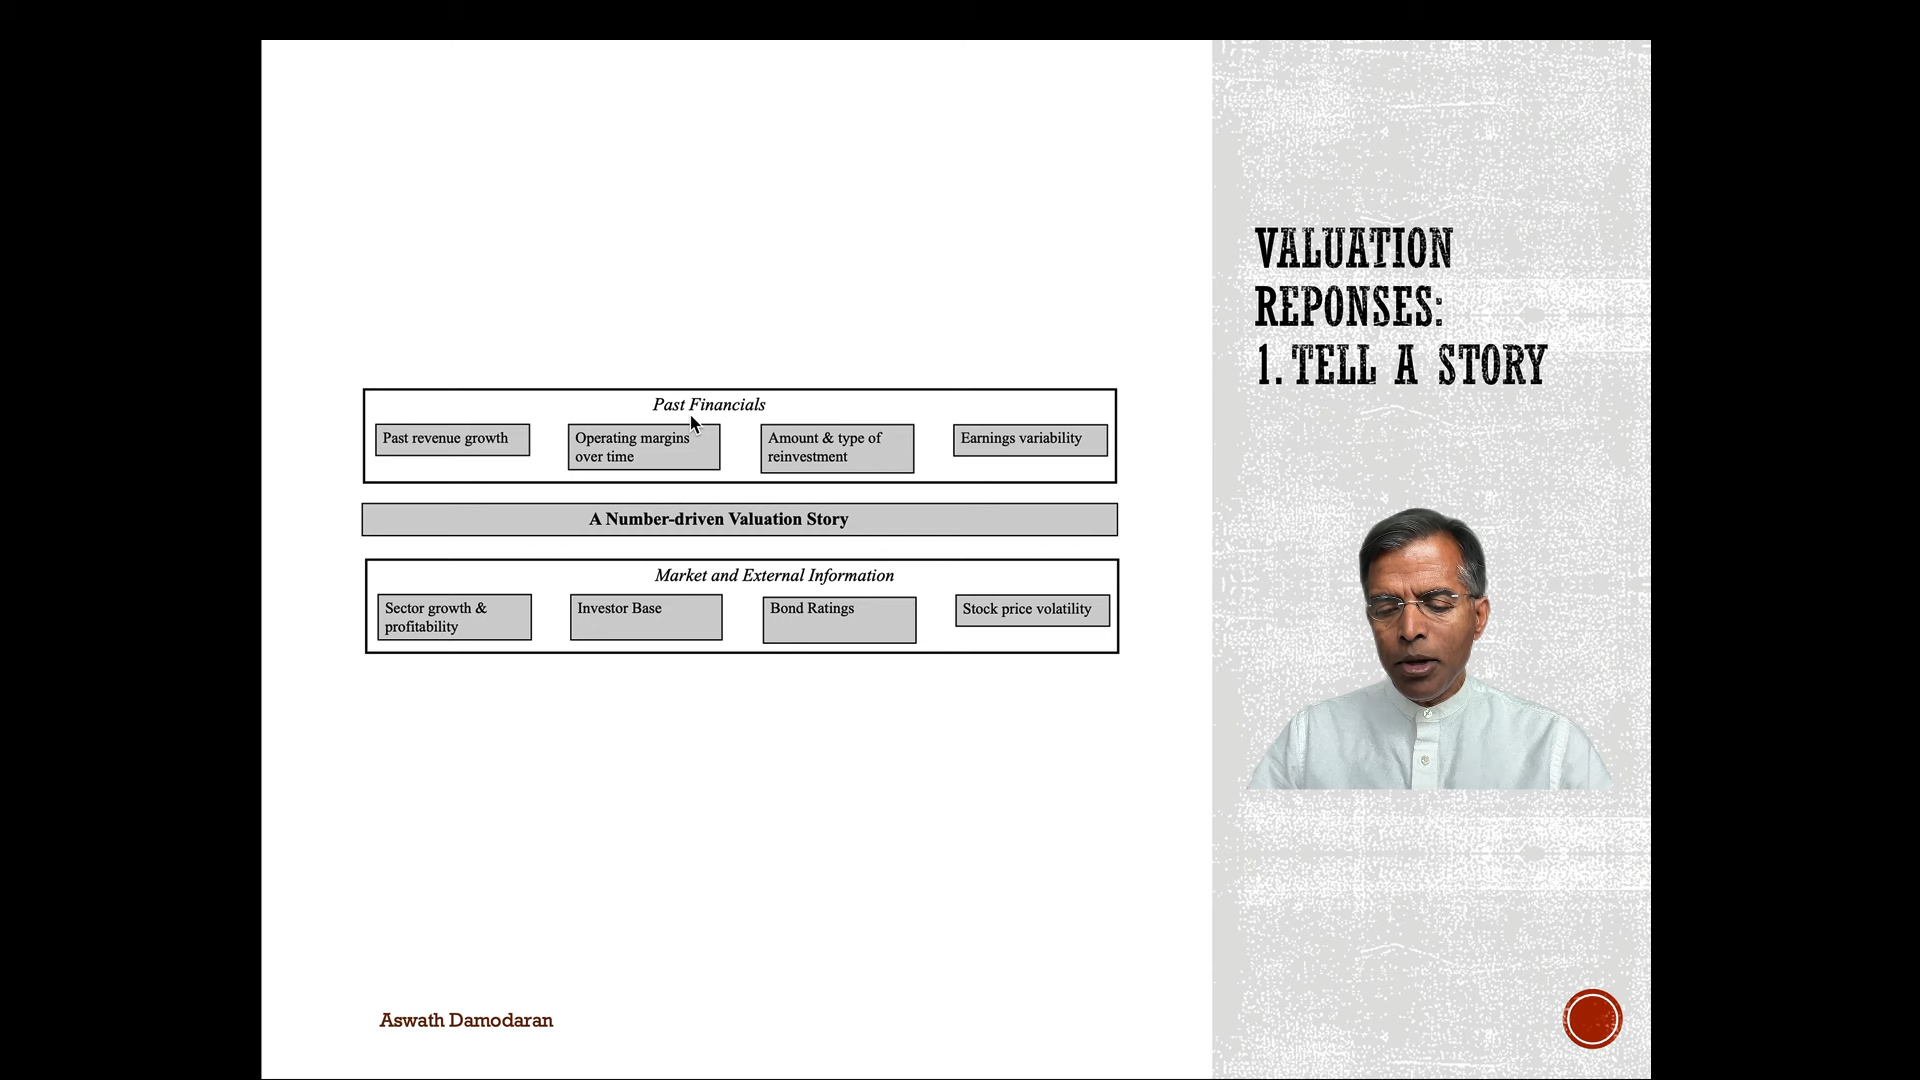 VALUATION
REPONSES:
1. TELL A STORY
Past Financials
Past revenue growth
Operating margins
over time
Amount & type of
reinvestment
Earnings variability
A Number-driven Valuation Story
Market and External Information
Sector growth &
profitability
Investor Base
Bond Ratings
Stock price volatility
Aswath Damodaran